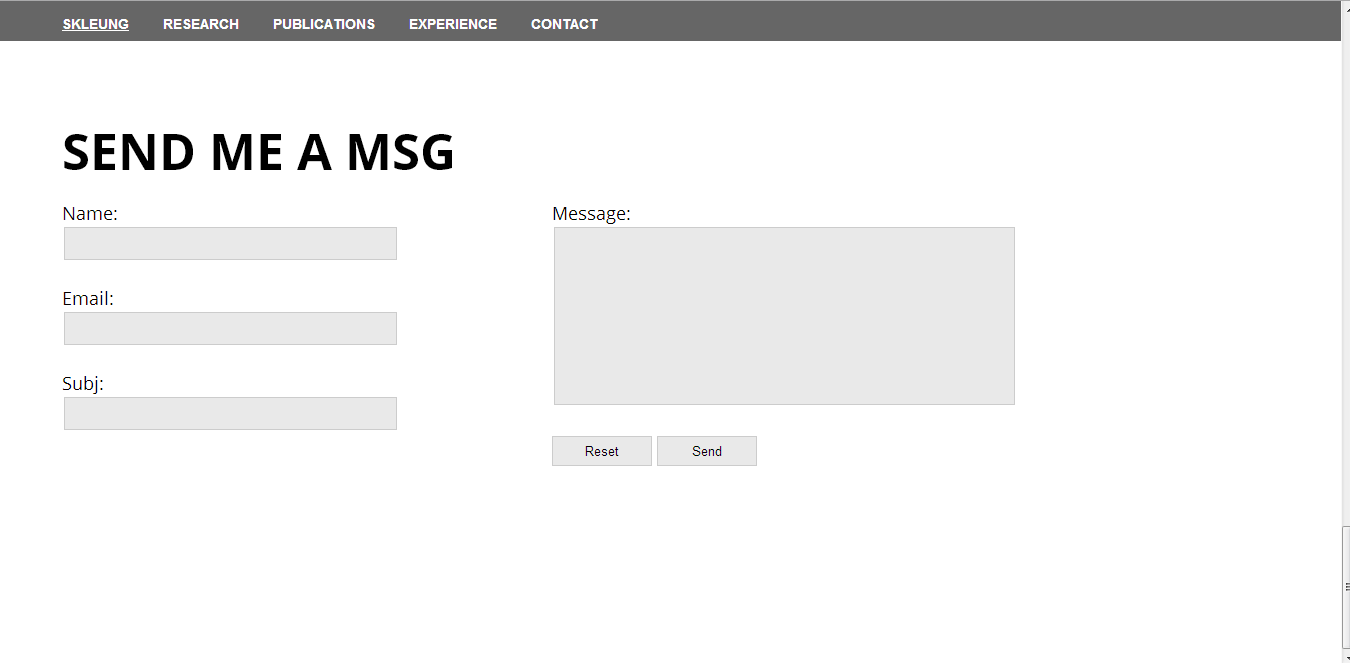 SKLEUNG RESEARCH PUBLICATIONS EXPERIENCE CONTACT
SEND ME A MSG
Name:
Email:
Subj:
Message:
Reset Send